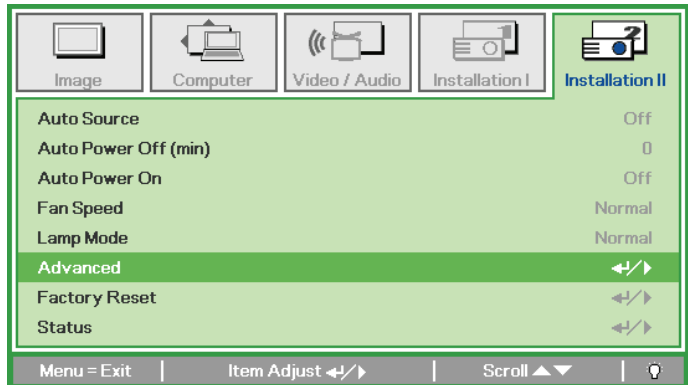 Image
Computer
Video / Audio
Installation I
Installation II
Auto Source Off
Auto Power Off (min) 0
Auto Power On Off
Fan Speed Normal
Lamp Mode Normal
Advanced
Factory Reset
Status
Menu = Exit | Item Adjust ↵/▸ | Scroll ▲▼